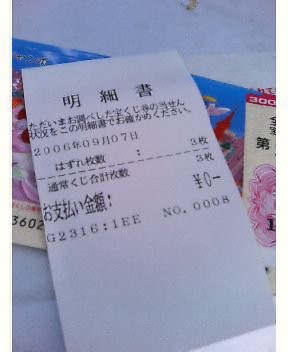 明細書
ただいまお調べした宝くじ券の当せん
状況をこの明細書でお確かめください。
2006年09月07日
はずれ枚数 : 3枚
通常くじ合計枚数 3枚
お支払い金額: ¥0-
G2316:1EE NO.0008
3602
300
第